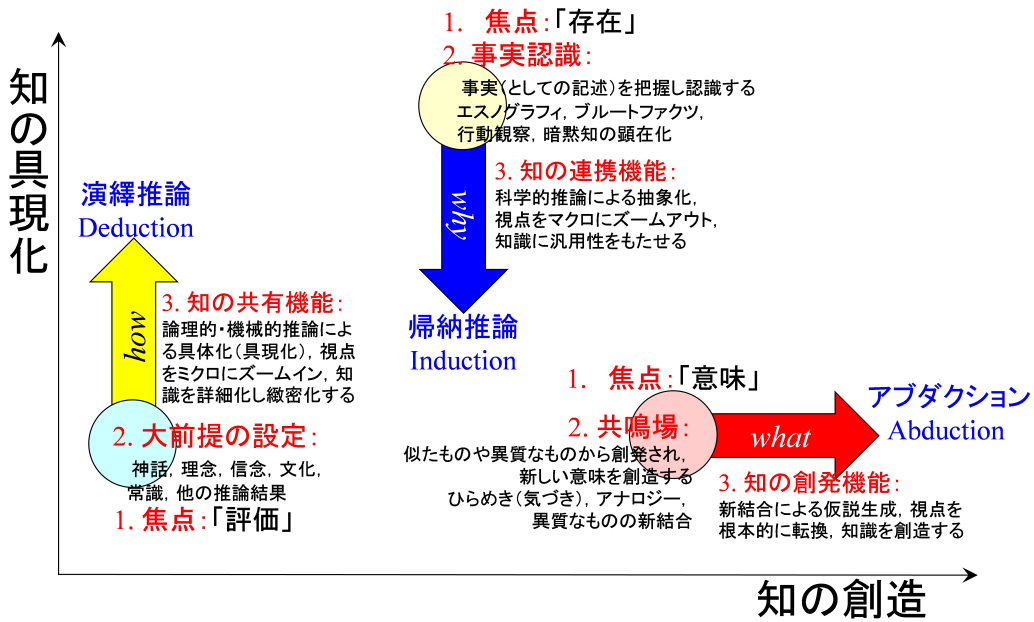 知の具現化
1. 焦点：「存在」
2. 事実認識：
事実（としての記述）を把握し認識する
エスノグラフィ，ブルートファクツ，
行動観察，暗黙知の顕在化
why
3. 知の連携機能：
科学的推論による抽象化，
視点をマクロにズームアウト，
知識に汎用性をもたせる
帰納推論
Induction
演繹推論
Deduction
how
3. 知の共有機能：
論理的・機械的推論によ
る具体化（具現化），視点
をミクロにズームイン，知
識を詳細化し緻密化する
2. 大前提の設定：
神話，理念，信念，文化，
常識，他の推論結果
1. 焦点：「評価」
1. 焦点：「意味」
2. 共鳴場：
似たものや異質なものから創発され，
新しい意味を創造する
ひらめき（気づき），アナロジー，
異質なものの新結合
what
アブダクション
Abduction
3. 知の創発機能：
新結合による仮説生成，視点を
根本的に転換，知識を創造する
知の創造